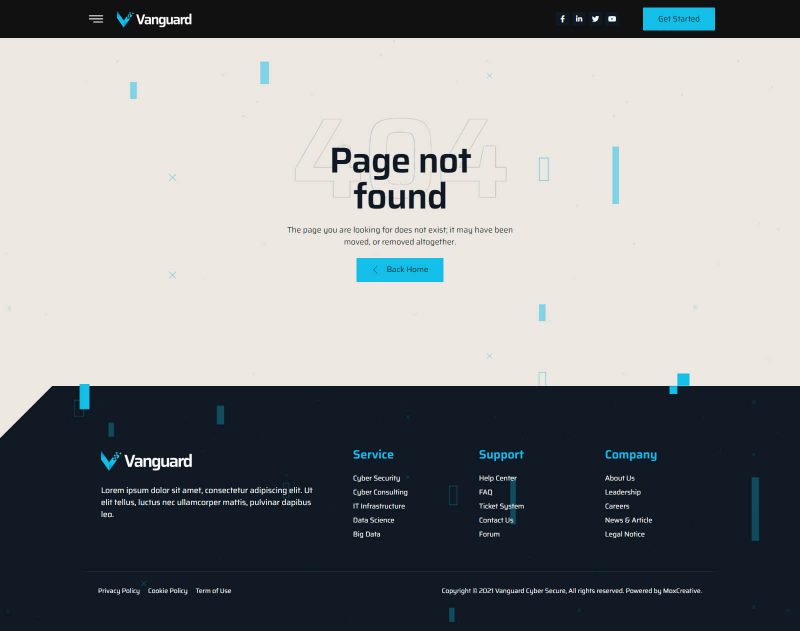 Vanguard
Get Started
404
Page not
found
The page you are looking for does not exist; it may have been
moved, or removed altogether.
Back Home
Vanguard
Lorem ipsum dolor sit amet, consectetur adipiscing elit. Ut
elit tellus, luctus nec ullamcorper mattis, pulvinar dapibus
leo.
Service
Cyber Security
Cyber Consulting
IT Infrastructure
Data Science
Big Data
Support
Help Center
FAQ
Ticket System
Contact Us
Forum
Company
About Us
Leadership
Careers
News & Article
Legal Notice
Privacy Policy Cookie Policy Term of Use
Copyright © 2021 Vanguard Cyber Secure, All rights reserved. Powered by MoxCreative.